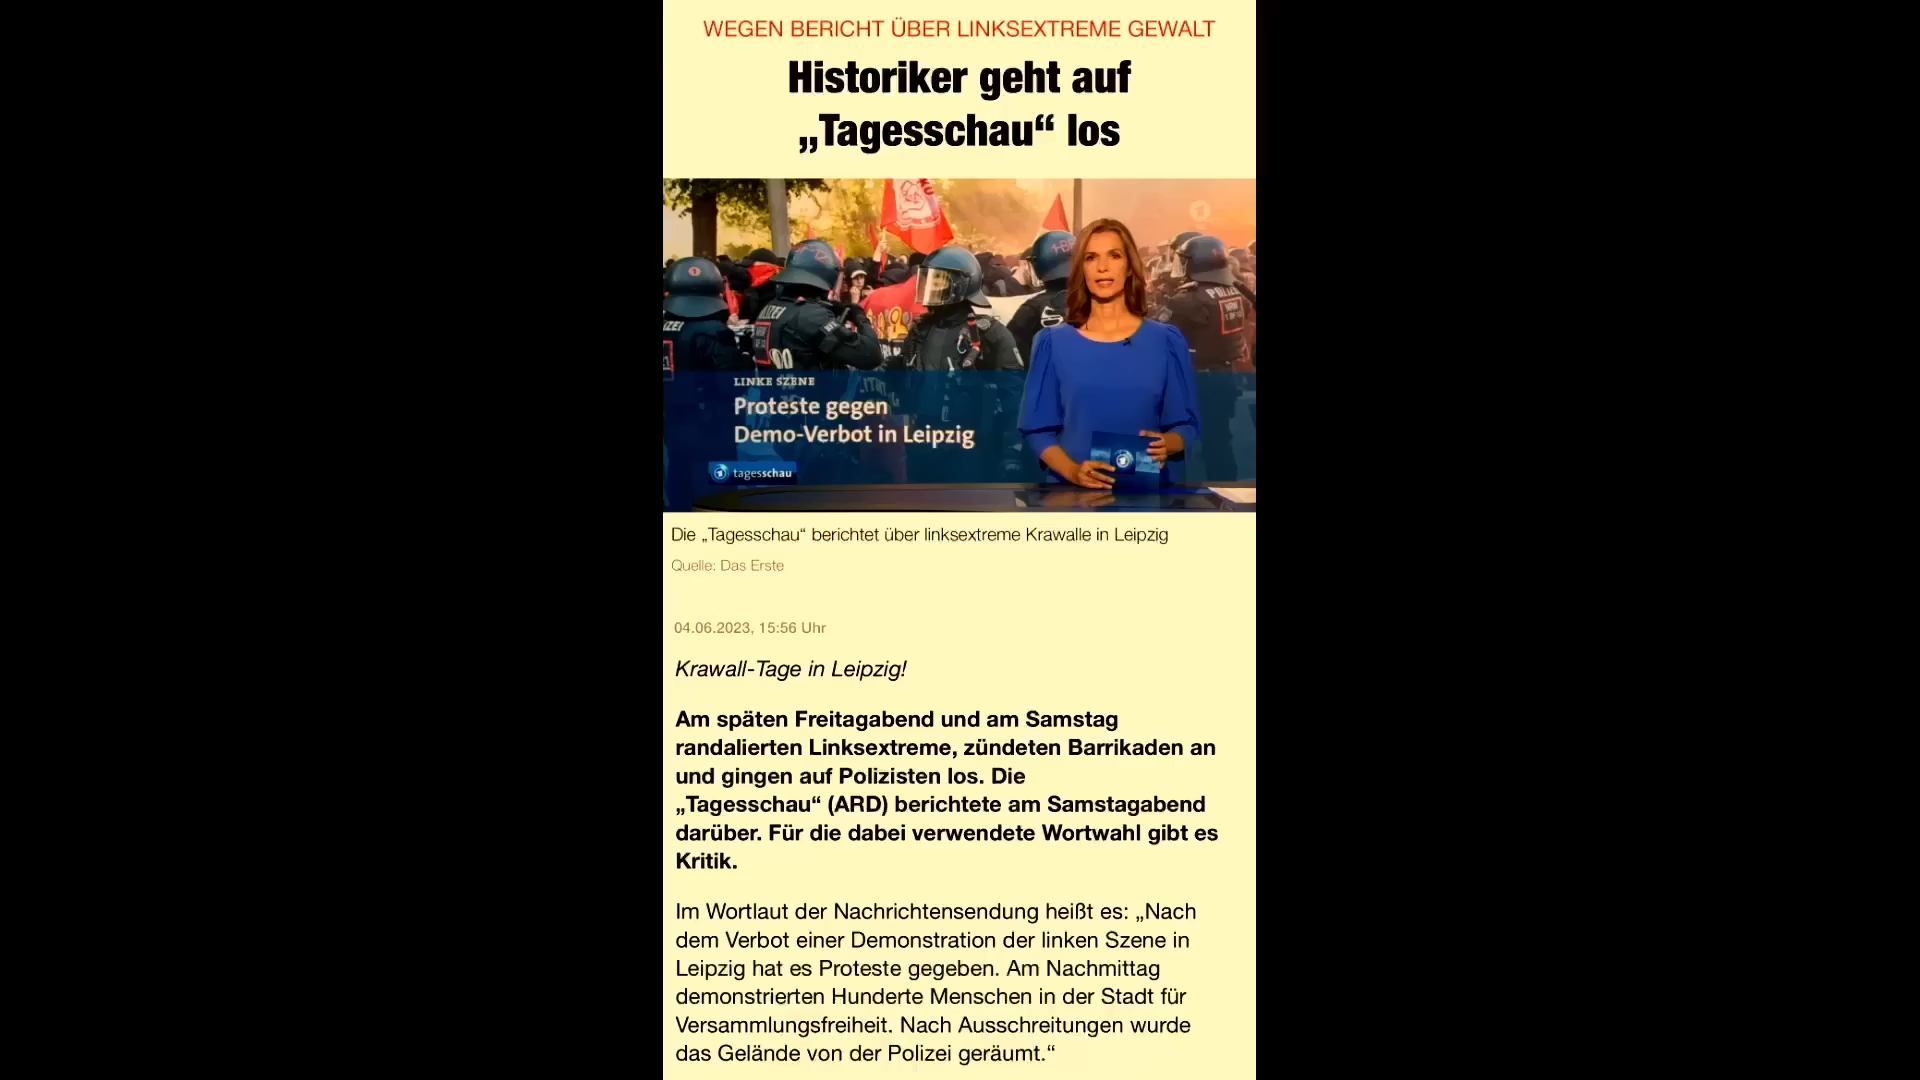 WEGEN BERICHT ÜBER LINKSEXTREME GEWALT
Historiker geht auf
„Tagesschau“ los
POLIZEI
LINKE SZENE
Proteste gegen
Demo-Verbot in Leipzig
tagesschau
Die „Tagesschau“ berichtet über linksextreme Krawalle in Leipzig
Quelle: Das Erste
04.06.2023, 15:56 Uhr
Krawall-Tage in Leipzig!
Am späten Freitagabend und am Samstag
randalierten Linksextreme, zündeten Barrikaden an
und gingen auf Polizisten los. Die
„Tagesschau“ (ARD) berichtete am Samstagabend
darüber. Für die dabei verwendete Wortwahl gibt es
Kritik.
Im Wortlaut der Nachrichtensendung heißt es: „Nach
dem Verbot einer Demonstration der linken Szene in
Leipzig hat es Proteste gegeben. Am Nachmittag
demonstrierten Hunderte Menschen in der Stadt für
Versammlungsfreiheit. Nach Ausschreitungen wurde
das Gelände von der Polizei geräumt.“